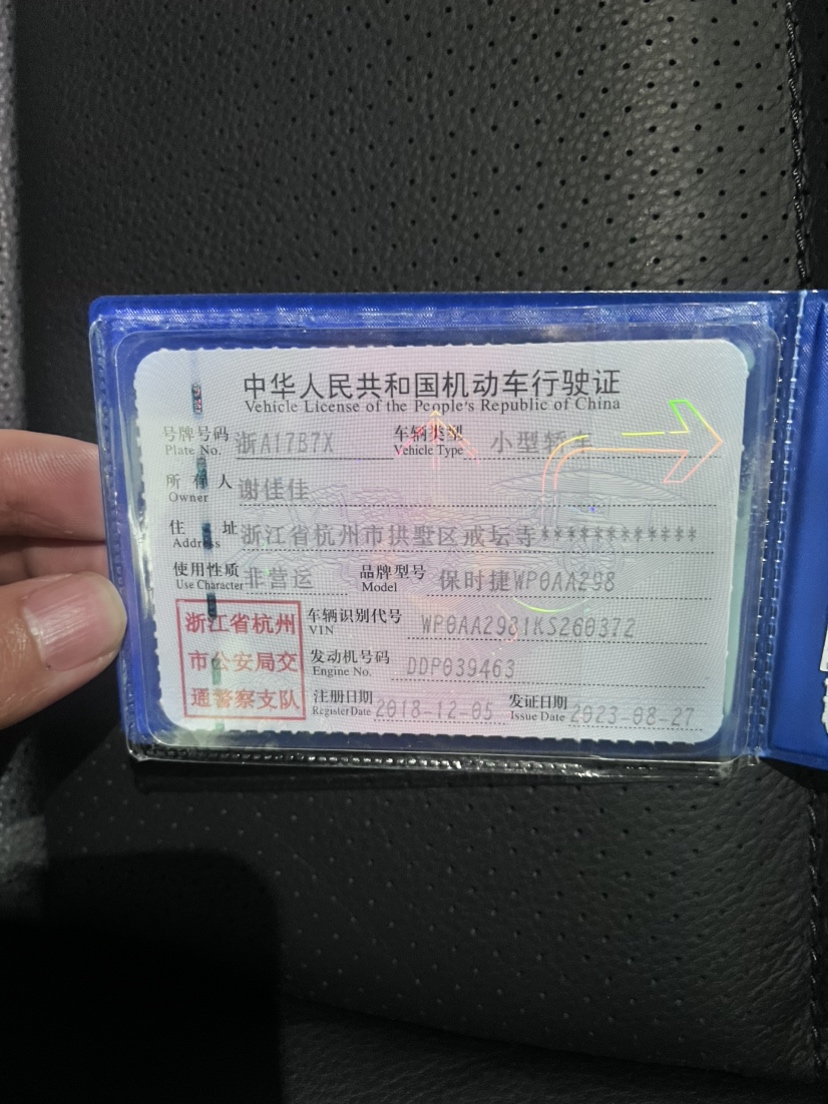 中华人民共和国机动车行驶证
Vehicle License of the People's Republic of China
号牌号码 浙A17B7X 车辆类型 小型轿车
Plate No. Vehicle Type
所有人 谢佳佳
Owner
住址 浙江省杭州市拱墅区戒坛寺************
Address
使用性质 非营运 品牌型号 保时捷WP0AA298
Use Character Model
浙江省杭州
市公安局交
通警察支队
车辆识别代号 WP0AA2981KS260372
VIN
发动机号码 DDP039463
Engine No.
注册日期 2018-12-05 发证日期 2023-08-27
Register Date Issue Date